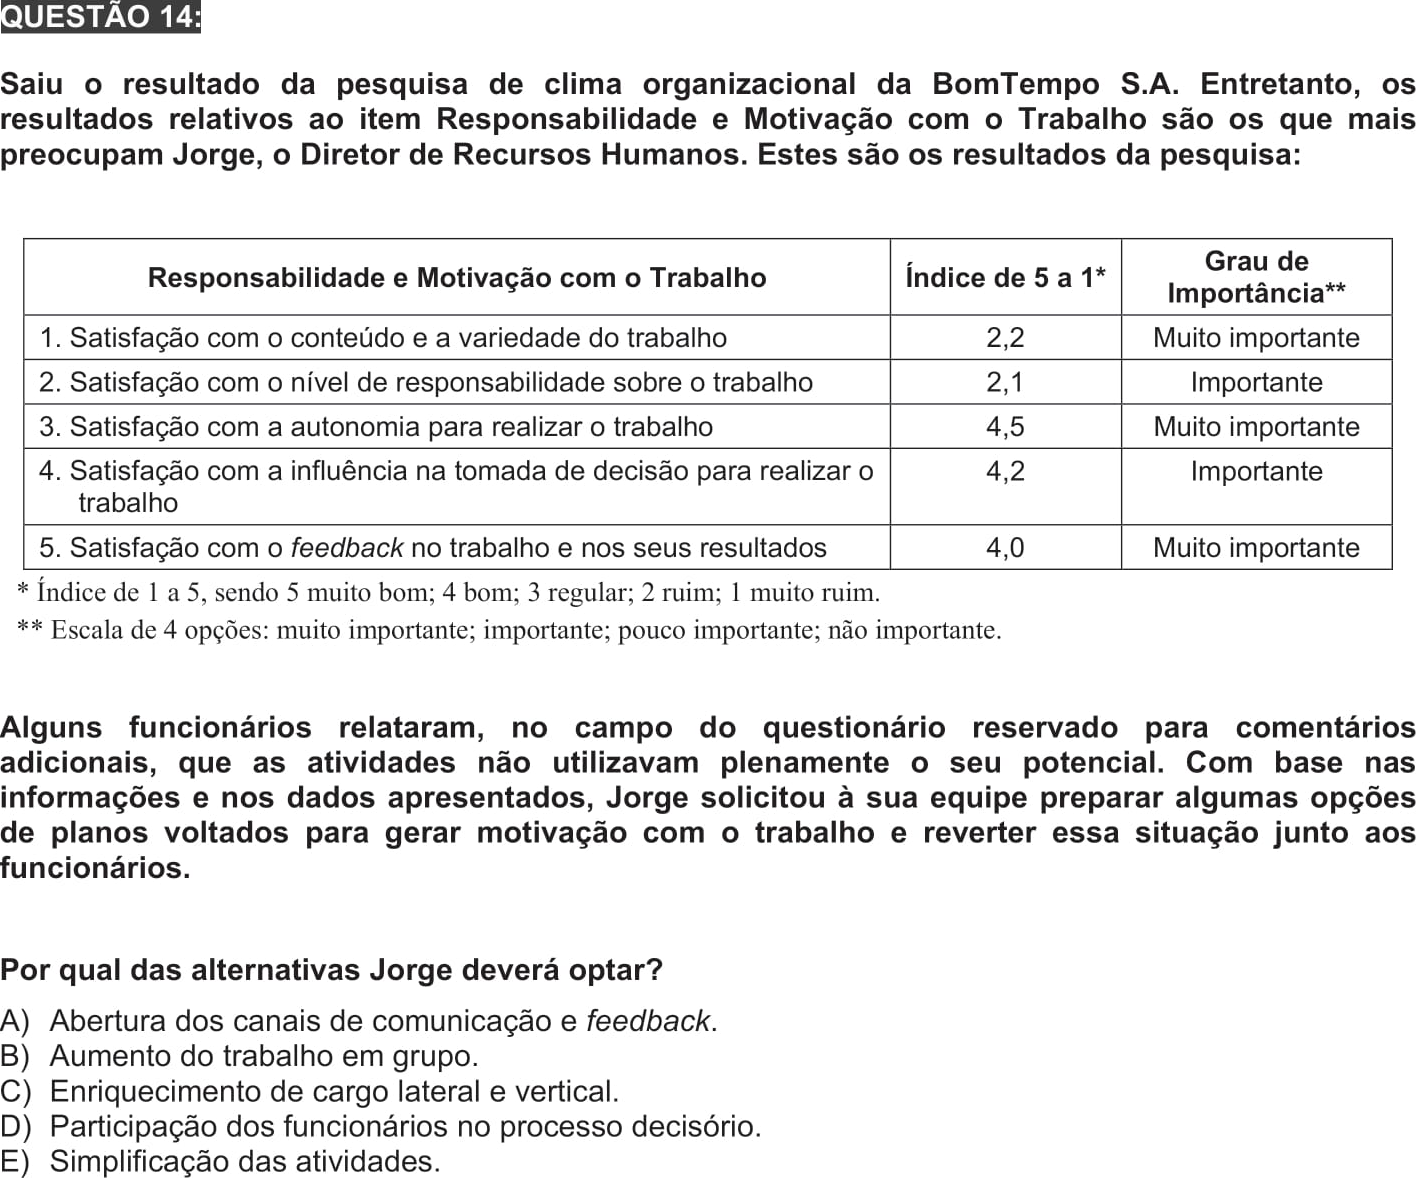 QUESTÃO 14:
Saiu o resultado da pesquisa de clima organizacional da BomTempo S.A. Entretanto, os
resultados relativos ao item Responsabilidade e Motivação com o Trabalho são os que mais
preocupam Jorge, o Diretor de Recursos Humanos. Estes são os resultados da pesquisa:
Responsabilidade e Motivação com o Trabalho Índice de 5 a 1* Grau de
Importância**
1. Satisfação com o conteúdo e a variedade do trabalho 2,2 Muito importante
2. Satisfação com o nível de responsabilidade sobre o trabalho 2,1 Importante
3. Satisfação com a autonomia para realizar o trabalho 4,5 Muito importante
4. Satisfação com a influência na tomada de decisão para realizar o 4,2 Importante
trabalho
5. Satisfação com o feedback no trabalho e nos seus resultados 4,0 Muito importante
* Índice de 1 a 5, sendo 5 muito bom; 4 bom; 3 regular; 2 ruim; 1 muito ruim.
** Escala de 4 opções: muito importante; importante; pouco importante; não importante.
Alguns funcionários relataram, no campo do questionário reservado para comentários
adicionais, que as atividades não utilizavam plenamente o seu potencial. Com base nas
informações e nos dados apresentados, Jorge solicitou à sua equipe preparar algumas opções
de planos voltados para gerar motivação com o trabalho e reverter essa situação junto aos
funcionários.
Por qual das alternativas Jorge deverá optar?
A) Abertura dos canais de comunicação e feedback.
B) Aumento do trabalho em grupo.
C) Enriquecimento de cargo lateral e vertical.
D) Participação dos funcionários no processo decisório.
E) Simplificação das atividades.